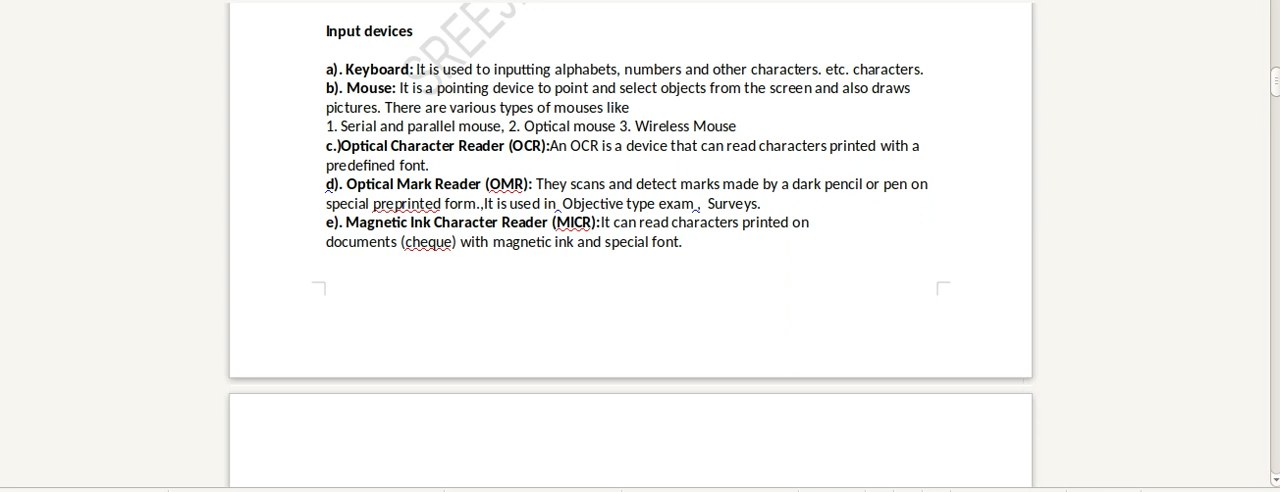 SREES
Input devices
a). Keyboard: It is used to inputting alphabets, numbers and other characters. etc. characters.
b). Mouse: It is a pointing device to point and select objects from the screen and also draws
pictures. There are various types of mouses like
1. Serial and parallel mouse, 2. Optical mouse 3. Wireless Mouse
c.)Optical Character Reader (OCR):An OCR is a device that can read characters printed with a
predefined font.
d). Optical Mark Reader (OMR): They scans and detect marks made by a dark pencil or pen on
special preprinted form.,It is used in Objective type exam , Surveys.
e). Magnetic Ink Character Reader (MICR):It can read characters printed on
documents (cheque) with magnetic ink and special font.